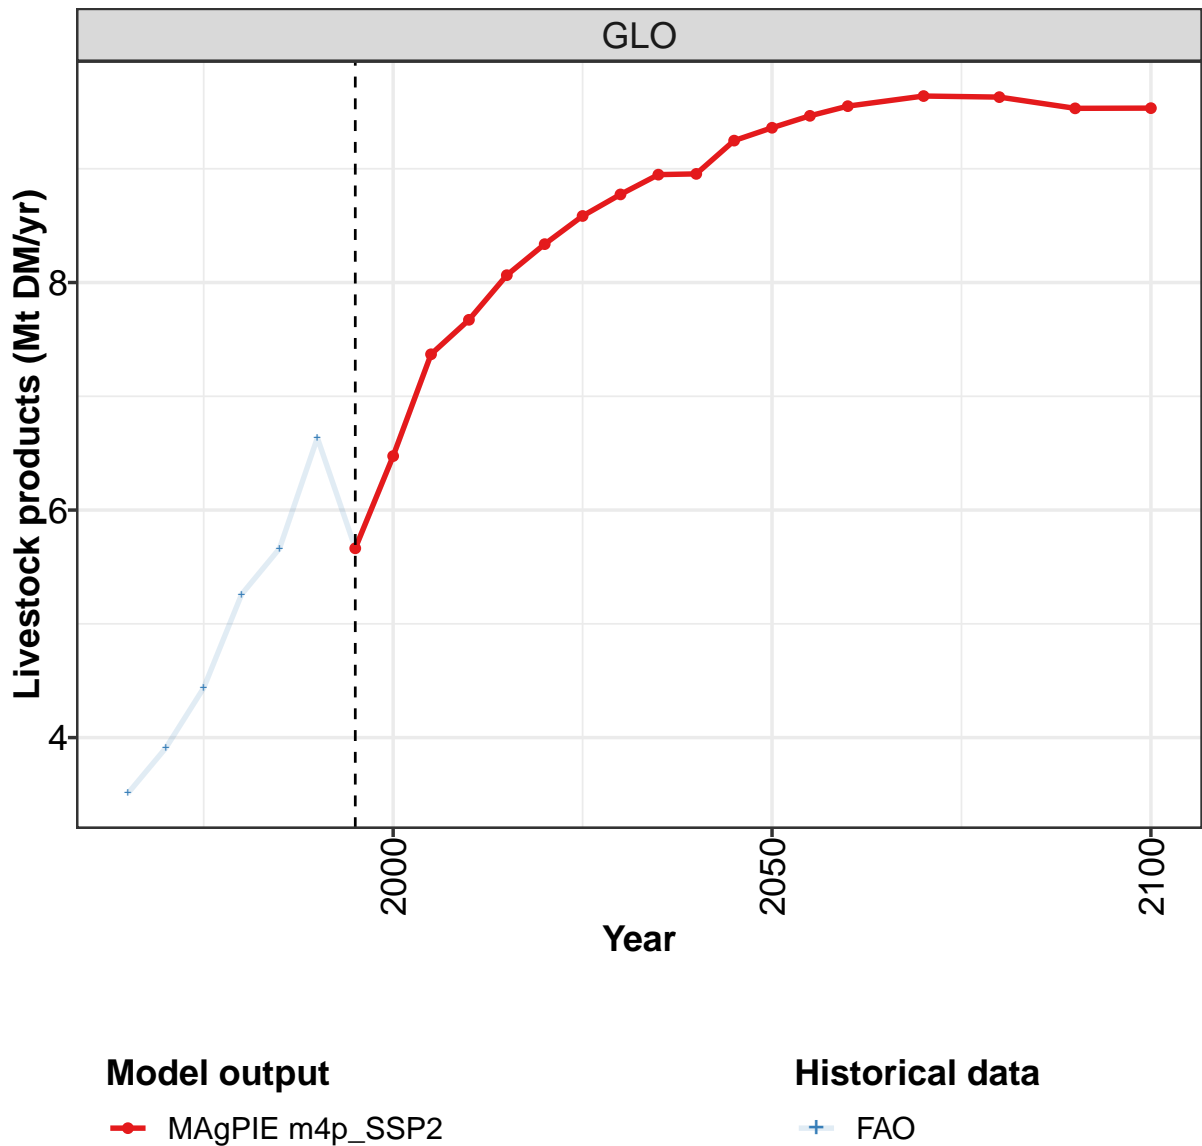 GLO
Livestock products (Mt DM/yr)
8
6
4
2000
2050
2100
Year
Model output
MAgPIE m4p_SSP2
Historical data
FAO